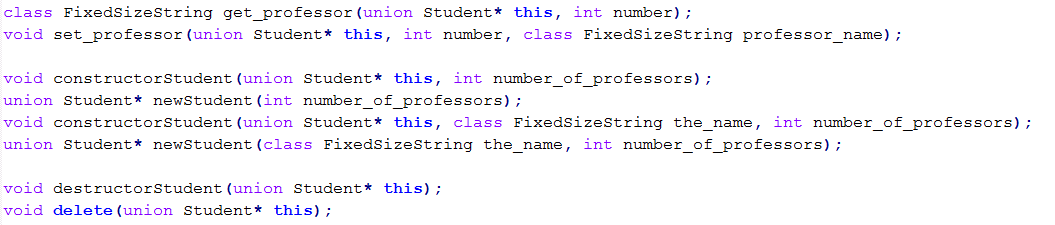 class FixedSizeString get_professor(union Student* this, int number);
void set_professor(union Student* this, int number, class FixedSizeString professor_name);
void constructorStudent(union Student* this, int number_of_professors);
union Student* newStudent(int number_of_professors);
void constructorStudent(union Student* this, class FixedSizeString the_name, int number_of_professors);
union Student* newStudent(class FixedSizeString the_name, int number_of_professors);
void destructorStudent(union Student* this);
void delete(union Student* this);